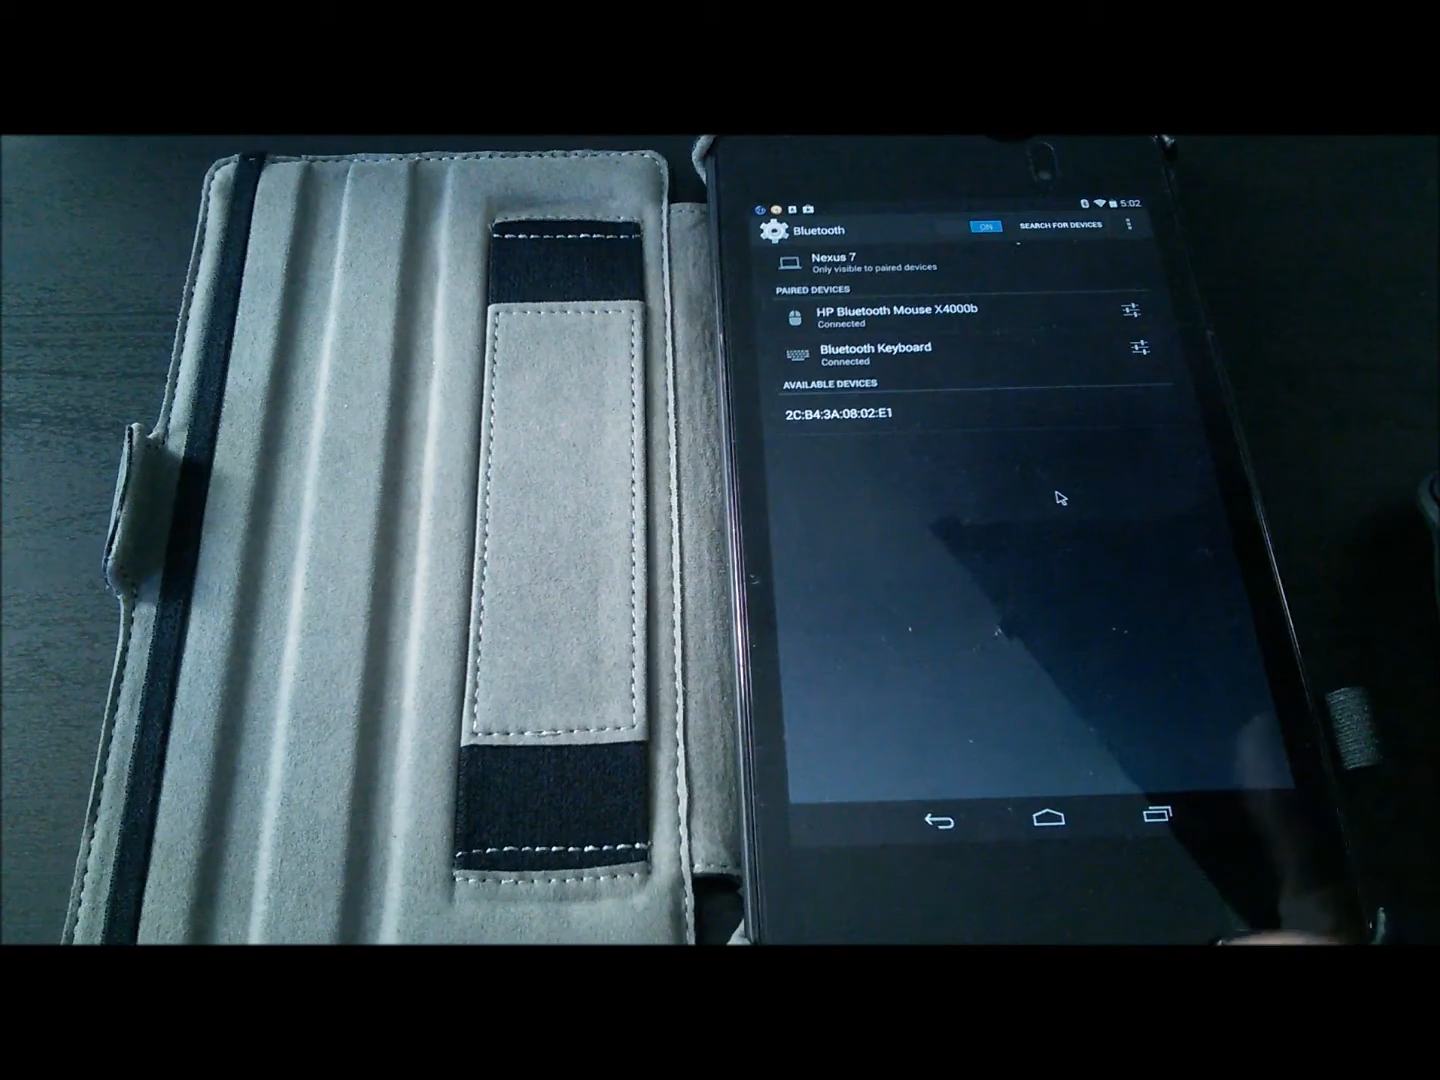 5:02
Bluetooth
ON
SEARCH FOR DEVICES
Nexus 7
Only visible to paired devices
PAIRED DEVICES
HP Bluetooth Mouse X4000b
Connected
Bluetooth Keyboard
Connected
AVAILABLE DEVICES
2C:B4:3A:08:02:E1